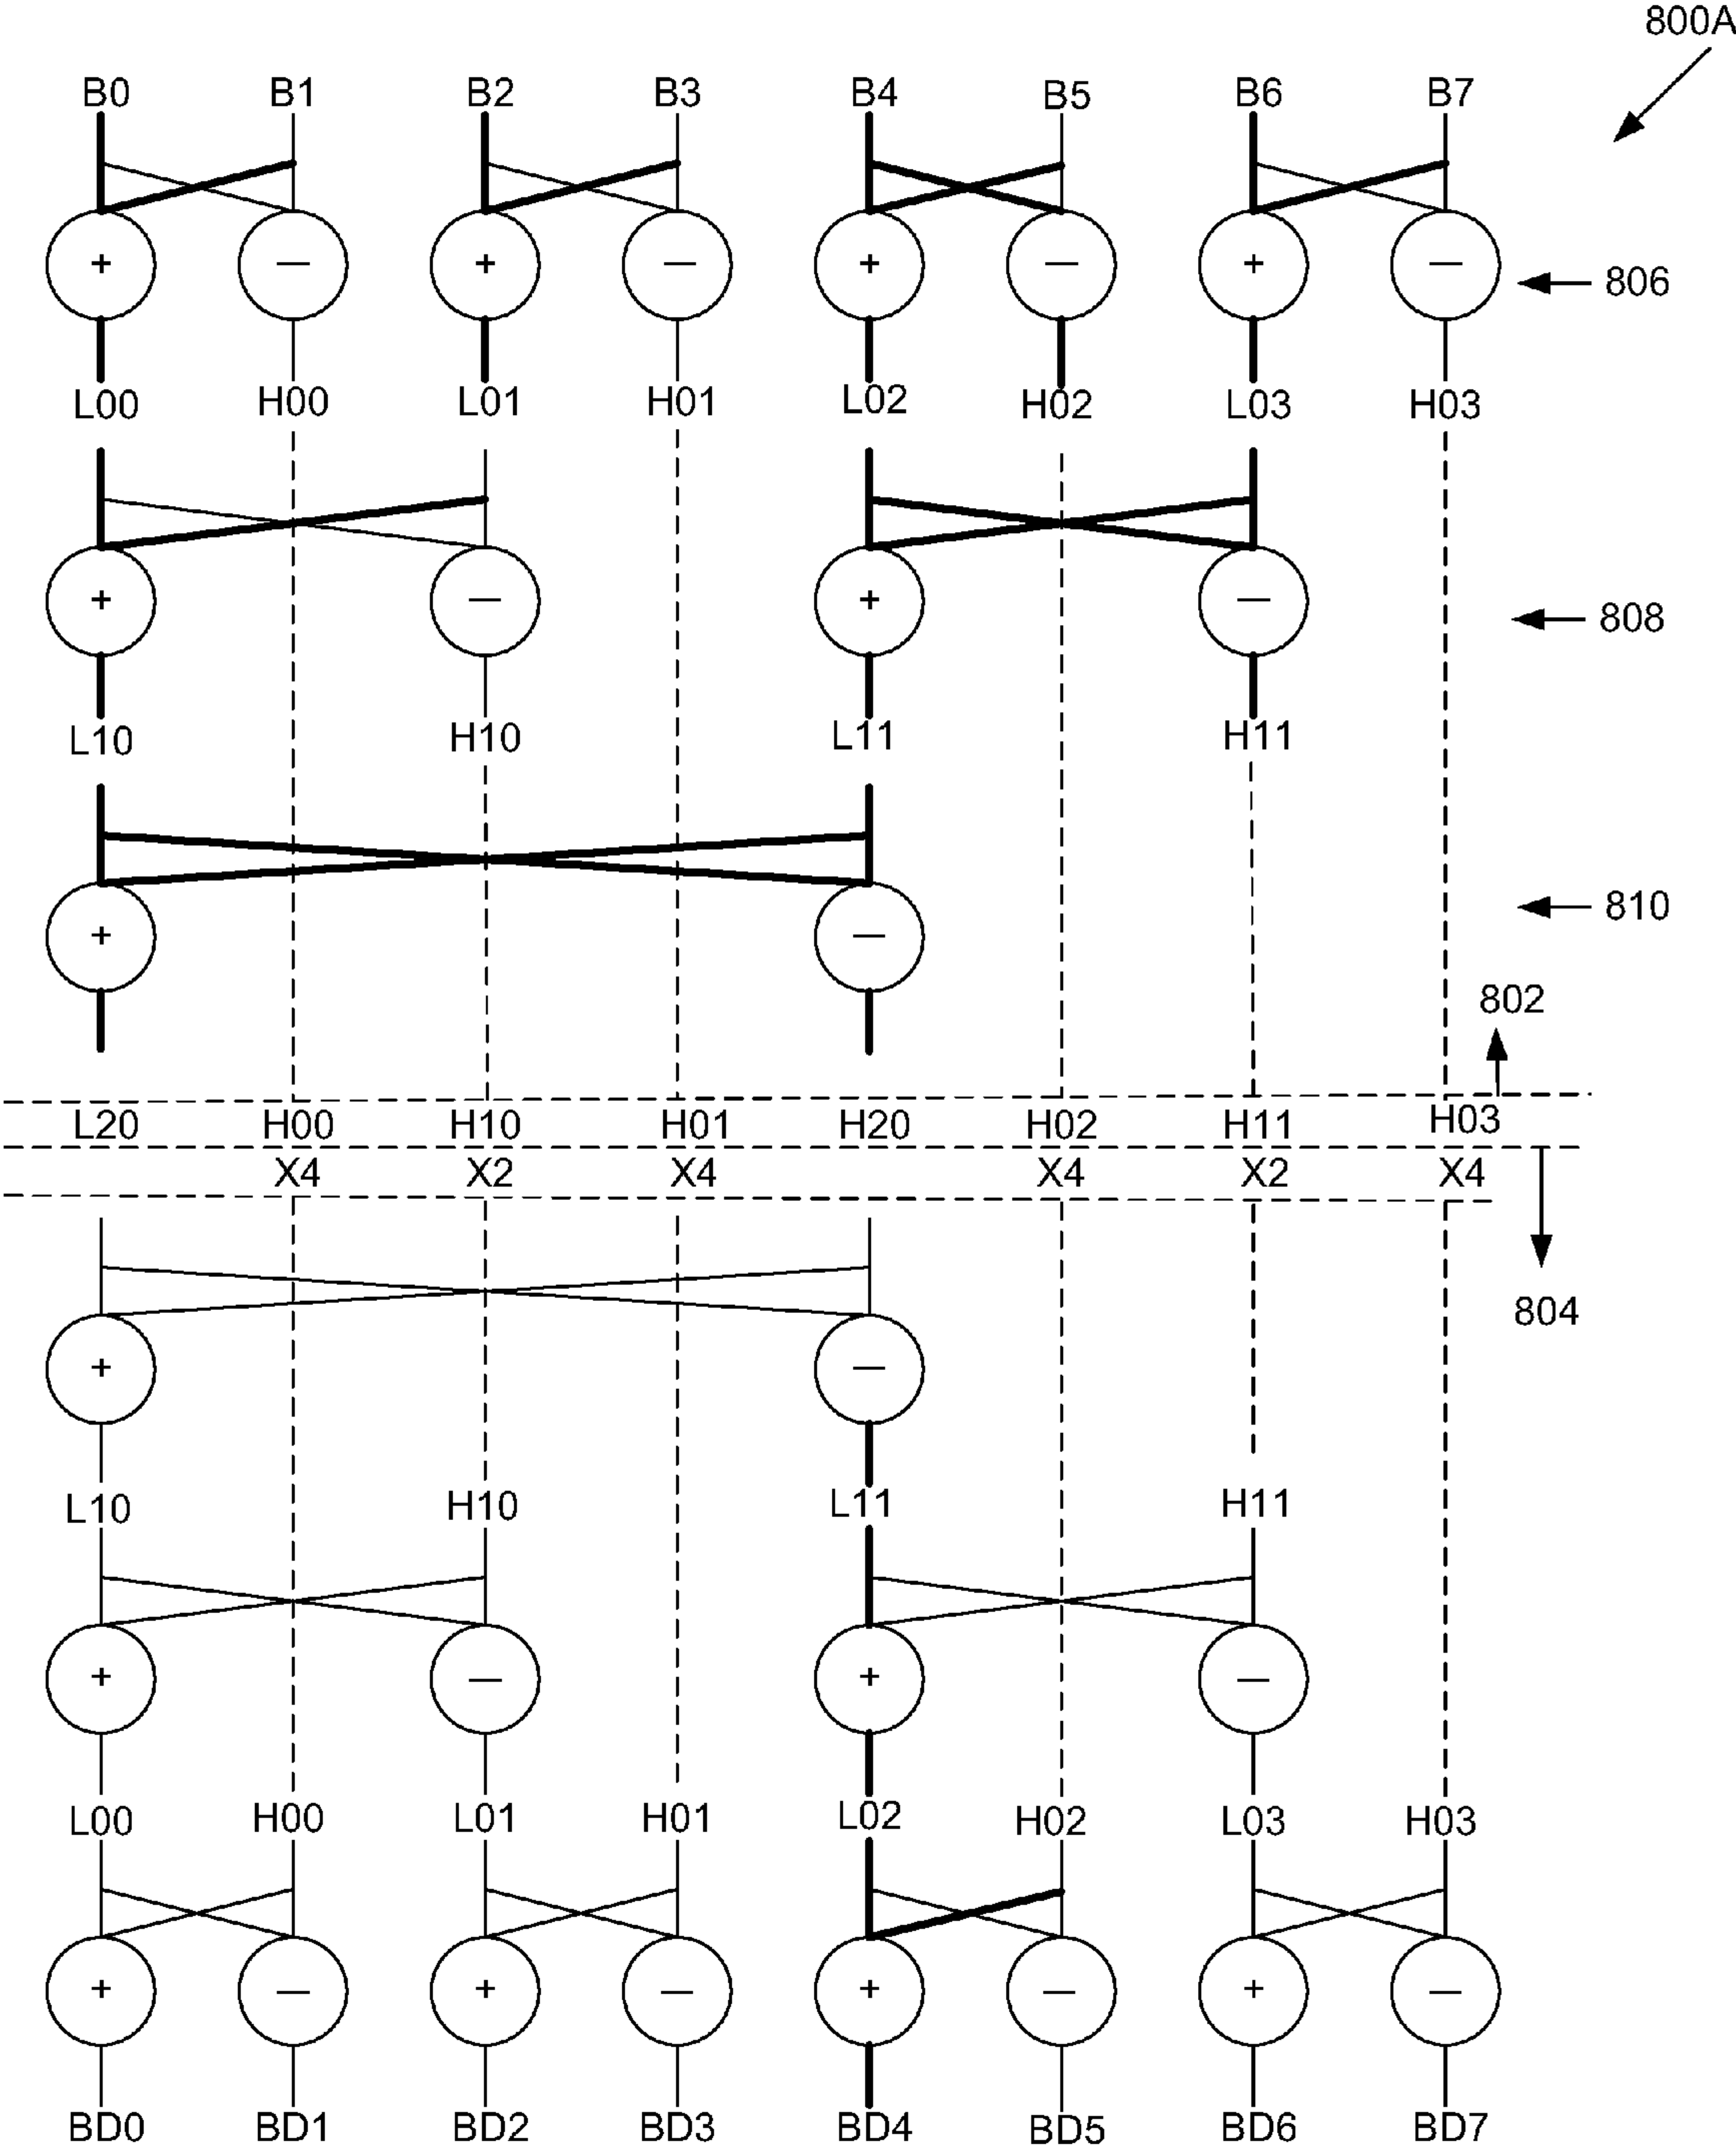 800A
B0 B1 B2 B3 B4 B5 B6 B7
+ — + — + — + —
806
L00 H00 L01 H01 L02 H02 L03 H03
+ — + —
808
L10 H10 L11 H11
+ —
810
802
L20 H00 H10 H01 H20 H02 H11 H03
X4 X2 X4 X4 X2 X4
804
+ —
L10 H10 L11 H11
+ — + —
L00 H00 L01 H01 L02 H02 L03 H03
+ — + — + — + —
BD0 BD1 BD2 BD3 BD4 BD5 BD6 BD7